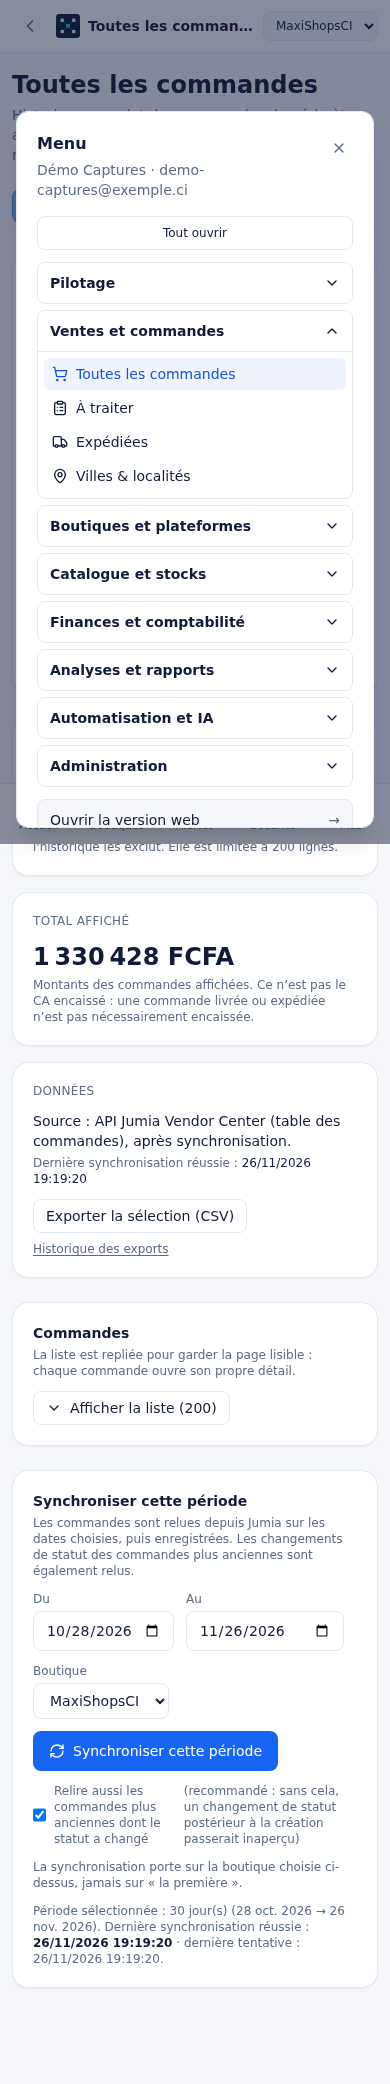 Toutes les comman...
MaxiShopsCI
Toutes les commandes
Menu
Démo Captures · demo-
captures@exemple.ci
Tout ouvrir
Pilotage
Ventes et commandes
Toutes les commandes
À traiter
Expédiées
Villes & localités
Boutiques et plateformes
Catalogue et stocks
Finances et comptabilité
Analyses et rapports
Automatisation et IA
Administration
Ouvrir la version web →
l'historique les exclut. Elle est limitée à 200 lignes.
TOTAL AFFICHÉ
1 330 428 FCFA
Montants des commandes affichées. Ce n’est pas le
CA encaissé : une commande livrée ou expédiée
n’est pas nécessairement encaissée.
DONNÉES
Source : API Jumia Vendor Center (table des
commandes), après synchronisation.
Dernière synchronisation réussie : 26/11/2026
19:19:20
Exporter la sélection (CSV)
Historique des exports
Commandes
La liste est repliée pour garder la page lisible :
chaque commande ouvre son propre détail.
Afficher la liste (200)
Synchroniser cette période
Les commandes sont relues depuis Jumia sur les
dates choisies, puis enregistrées. Les changements
de statut des commandes plus anciennes sont
également relus.
Du Au
10/28/2026 11/26/2026
Boutique
MaxiShopsCI
Synchroniser cette période
Relire aussi les
commandes plus
anciennes dont le
statut a changé
(recommandé : sans cela,
un changement de statut
postérieur à la création
passerait inaperçu)
La synchronisation porte sur la boutique choisie ci-
dessus, jamais sur « la première ».
Période sélectionnée : 30 jour(s) (28 oct. 2026 → 26
nov. 2026). Dernière synchronisation réussie :
26/11/2026 19:19:20 · dernière tentative :
26/11/2026 19:19:20.